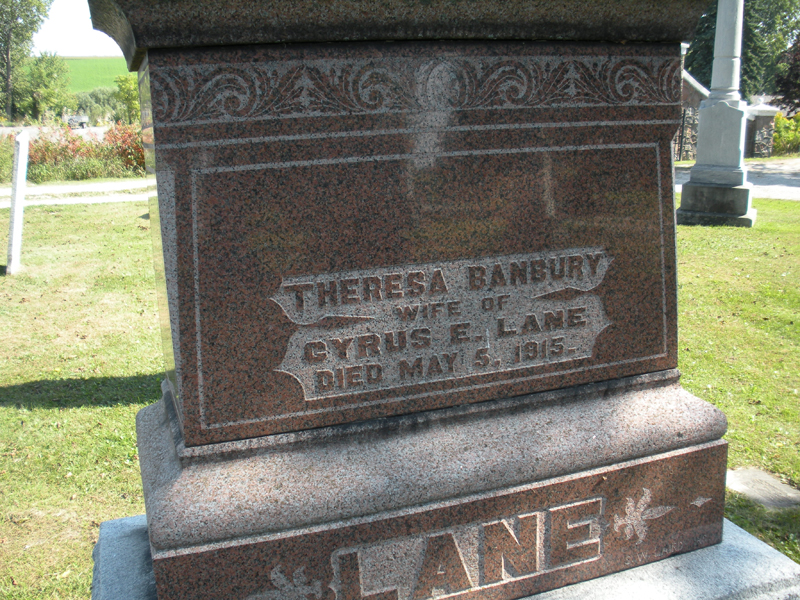 THERESA BANBURY
WIFE OF
CYRUS E. LANE
DIED MAY 5, 1915.
LANE